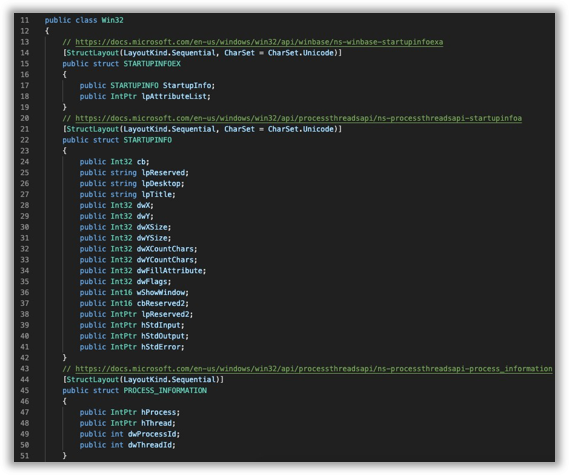 11 public class Win32
12 {
13 // https://docs.microsoft.com/en-us/windows/win32/api/winbase/ns-winbase-startupinfoexa
14 [StructLayout(LayoutKind.Sequential, CharSet = CharSet.Unicode)]
15 public struct STARTUPINFOEX
16 {
17 public STARTUPINFO StartupInfo;
18 public IntPtr lpAttributeList;
19 }
20 // https://docs.microsoft.com/en-us/windows/win32/api/processthreadsapi/ns-processthreadsapi-startupinfoa
21 [StructLayout(LayoutKind.Sequential, CharSet = CharSet.Unicode)]
22 public struct STARTUPINFO
23 {
24 public Int32 cb;
25 public string lpReserved;
26 public string lpDesktop;
27 public string lpTitle;
28 public Int32 dwX;
29 public Int32 dwY;
30 public Int32 dwXSize;
31 public Int32 dwYSize;
32 public Int32 dwXCountChars;
33 public Int32 dwYCountChars;
34 public Int32 dwFillAttribute;
35 public Int32 dwFlags;
36 public Int16 wShowWindow;
37 public Int16 cbReserved2;
38 public IntPtr lpReserved2;
39 public IntPtr hStdInput;
40 public IntPtr hStdOutput;
41 public IntPtr hStdError;
42 }
43 // https://docs.microsoft.com/en-us/windows/win32/api/processthreadsapi/ns-processthreadsapi-process_information
44 [StructLayout(LayoutKind.Sequential)]
45 public struct PROCESS_INFORMATION
46 {
47 public IntPtr hProcess;
48 public IntPtr hThread;
49 public int dwProcessId;
50 public int dwThreadId;
51 }